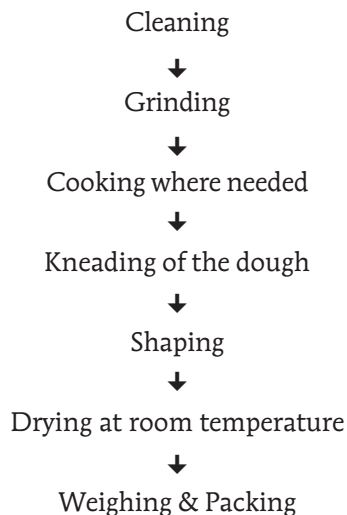 Cleaning
Grinding
Cooking where needed
Kneading of the dough
Shaping
Drying at room temperature
Weighing & Packing